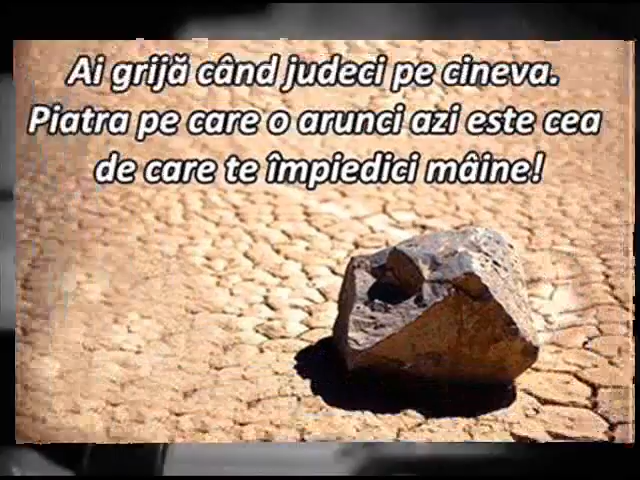 Ai grijă când judeci pe cineva.
Piatra pe care o arunci azi este cea
de care te împiedici mâine!